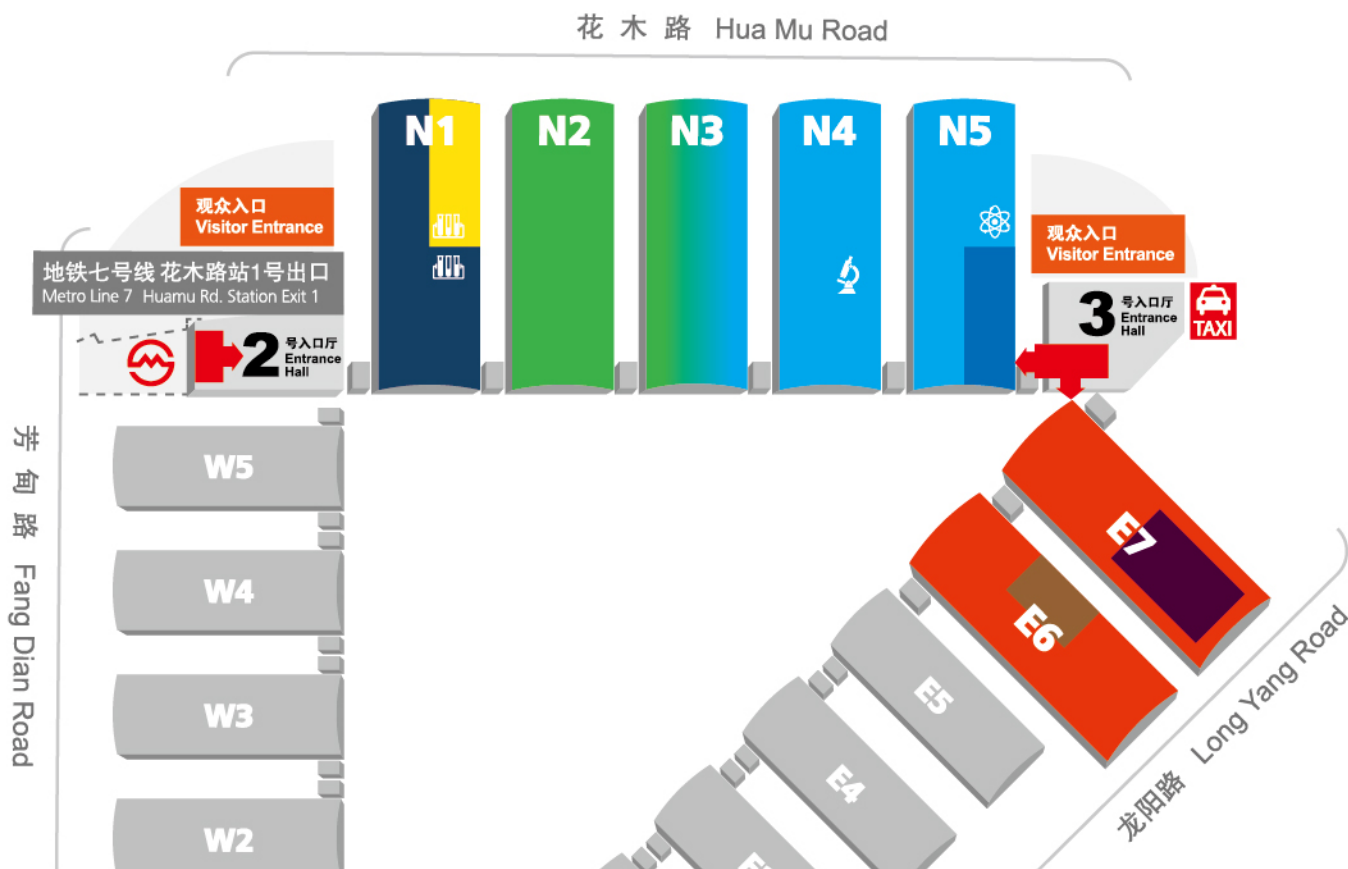 花木路 Hua Mu Road
N1
N2
N3
N4
N5
观众入口
Visitor Entrance
地铁七号线 花木路站1号出口
Metro Line 7 Huamu Rd. Station Exit 1
2 号入口厅
Entrance
Hall
观众入口
Visitor Entrance
3 号入口厅
Entrance
Hall
TAXI
芳甸路 Fang Dian Road
W5
W4
W3
W2
E7
E6
E5
E4
龙阳路 Long Yang Road